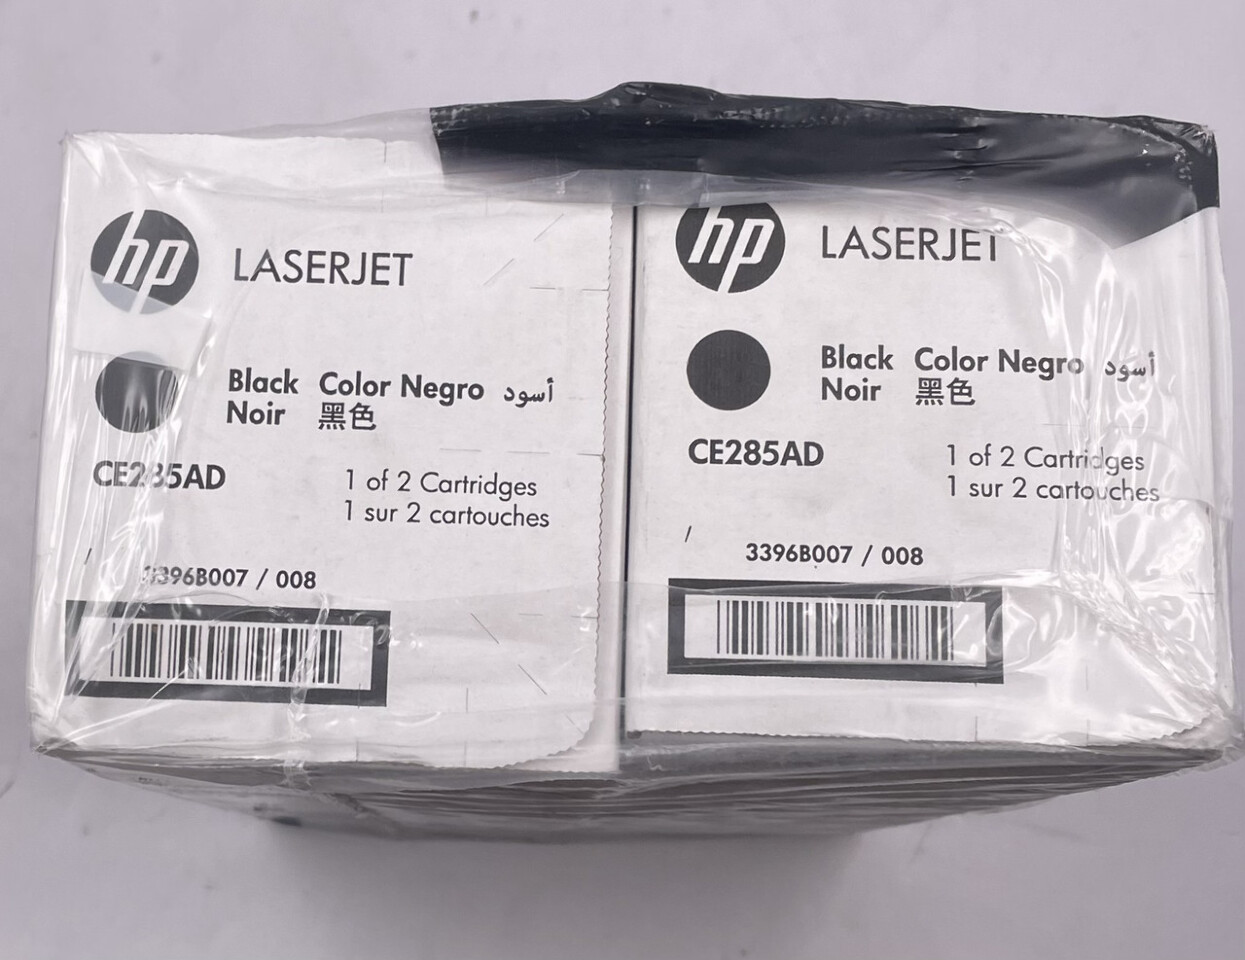 hp LASERJET
Black Color Negro أسود
Noir 黑色
CE285AD
1 of 2 Cartridges
1 sur 2 cartouches
3396B007 / 008
hp LASERJET
Black Color Negro أسود
Noir 黑色
CE285AD
1 of 2 Cartridges
1 sur 2 cartouches
3396B007 / 008